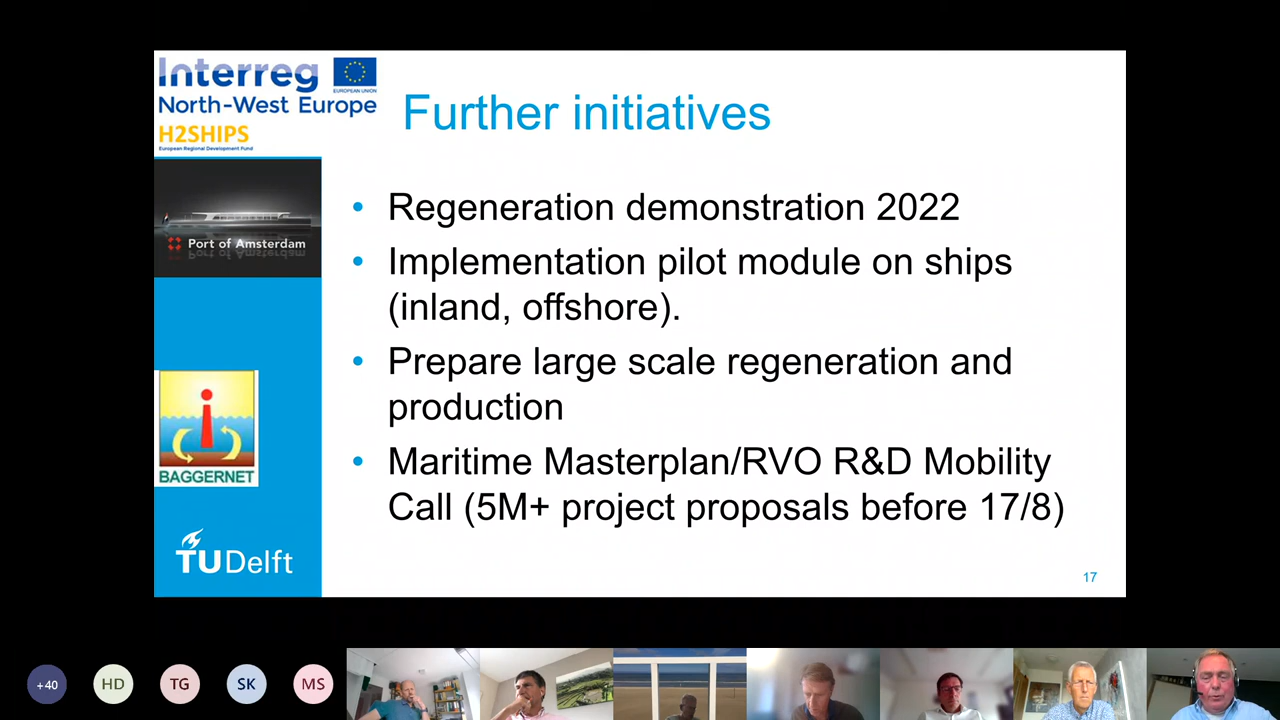 Interreg
EUROPEAN UNION
North-West Europe
H2SHIPS
European Regional Development Fund
Further initiatives
Port of Amsterdam
• Regeneration demonstration 2022
• Implementation pilot module on ships
(inland, offshore).
• Prepare large scale regeneration and
production
• Maritime Masterplan/RVO R&D Mobility
Call (5M+ project proposals before 17/8)
BAGGERNET
TU Delft
17
+40
HD
TG
SK
MS